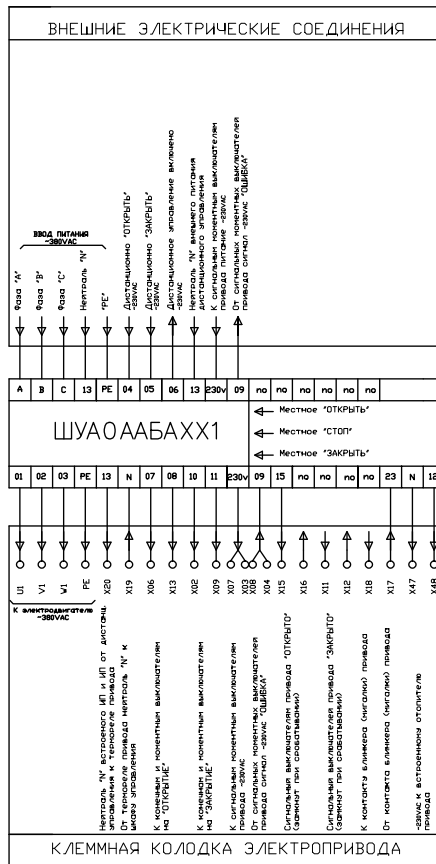 ВНЕШНИЕ ЭЛЕКТРИЧЕСКИЕ СОЕДИНЕНИЯ
ВВОД ПИТАНИЯ
~380VAC
Фаза "A"
Фаза "B"
Фаза "C"
Нейтраль "N"
"PE"
Дистанционно "ОТКРЫТЬ"
~230VAC
Дистанционно "ЗАКРЫТЬ"
~230VAC
Дистанционное управление включено
~230VAC
Нейтраль "N" внешнего питания
дистанционного управления
К сигнальным моментным выключателям
привода питание ~230VAC
От сигнальных моментных выключателей
привода сигнал ~230VAC "ОШИБКА"
A B C 13 PE 04 05 06 13 230v 09 no no no no no no
ШУАОААБАХХ1
Местное "ОТКРЫТЬ"
Местное "СТОП"
Местное "ЗАКРЫТЬ"
01 02 03 PE 13 N 07 08 10 11 230v 09 15 no no no no 23 N 12
U1 V1 W1 PE X20 X19 X06 X13 X02 X09 X07 X03 X08 X04 X15 X16 X11 X12 X18 X17 X47 X48
К электродвигателю
~380VAC
Нейтраль "N" встроенного ИП и ИП от дистанц.
управления к термореле привода
От термореле привода нейтраль "N" к
шкафу управления
К конечным и моментным выключателям
на "ОТКРЫТИЕ"
К конечным и моментным выключателям
на "ЗАКРЫТИЕ"
К сигнальным моментным выключателям
привода ~230VAC
От сигнальных моментных выключателей
привода сигнал ~230VAC "ОШИБКА"
Сигнальный выключателям привода "ОТКРЫТО"
(замкнут при срабатывании)
Сигнальный выключателей привода "ЗАКРЫТО"
(замкнут при срабатывании)
К контакту блинкера (мигалки) привода
От контакта блинкера (мигалки) привода
~230VAC к встроенному отопителю
привода
КЛЕММНАЯ КОЛОДКА ЭЛЕКТРОПРИВОДА